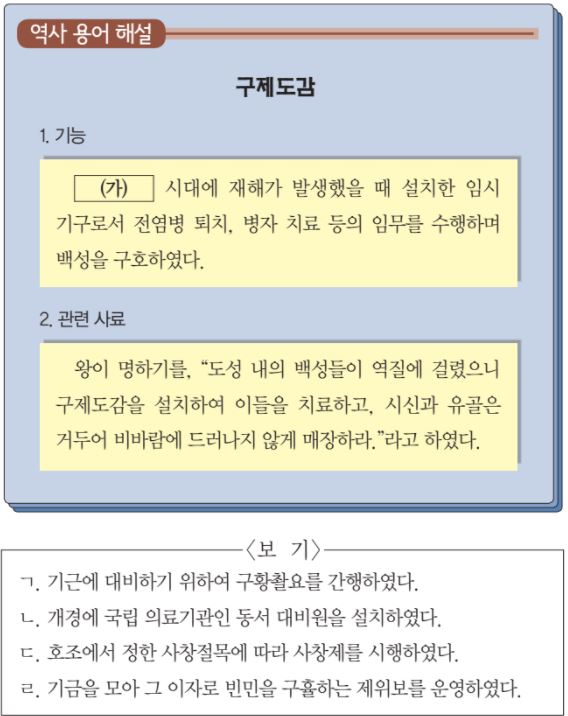 역사 용어 해설
구제도감
1. 기능
(가) 시대에 재해가 발생했을 때 설치한 임시
기구로서 전염병 퇴치, 병자 치료 등의 임무를 수행하며
백성을 구호하였다.
2. 관련 사료
왕이 명하기를, “도성 내의 백성들이 역질에 걸렸으니
구제도감을 설치하여 이들을 치료하고, 시신과 유골은
거두어 비바람에 드러나지 않게 매장하라.”라고 하였다.
〈보 기〉
ㄱ. 기근에 대비하기 위하여 구황촬요를 간행하였다.
ㄴ. 개경에 국립 의료기관인 동서 대비원을 설치하였다.
ㄷ. 호조에서 정한 사창절목에 따라 사창제를 시행하였다.
ㄹ. 기금을 모아 그 이자로 빈민을 구휼하는 제위보를 운영하였다.